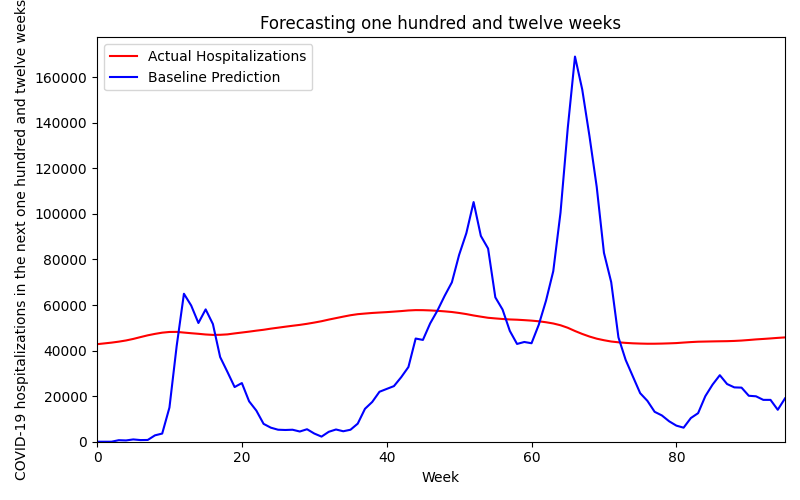 Forecasting one hundred and twelve weeks
Actual Hospitalizations
Baseline Prediction
COVID-19 hospitalizations in the next one hundred and twelve weeks
160000
140000
120000
100000
80000
60000
40000
20000
0
0 20 40 60 80
Week